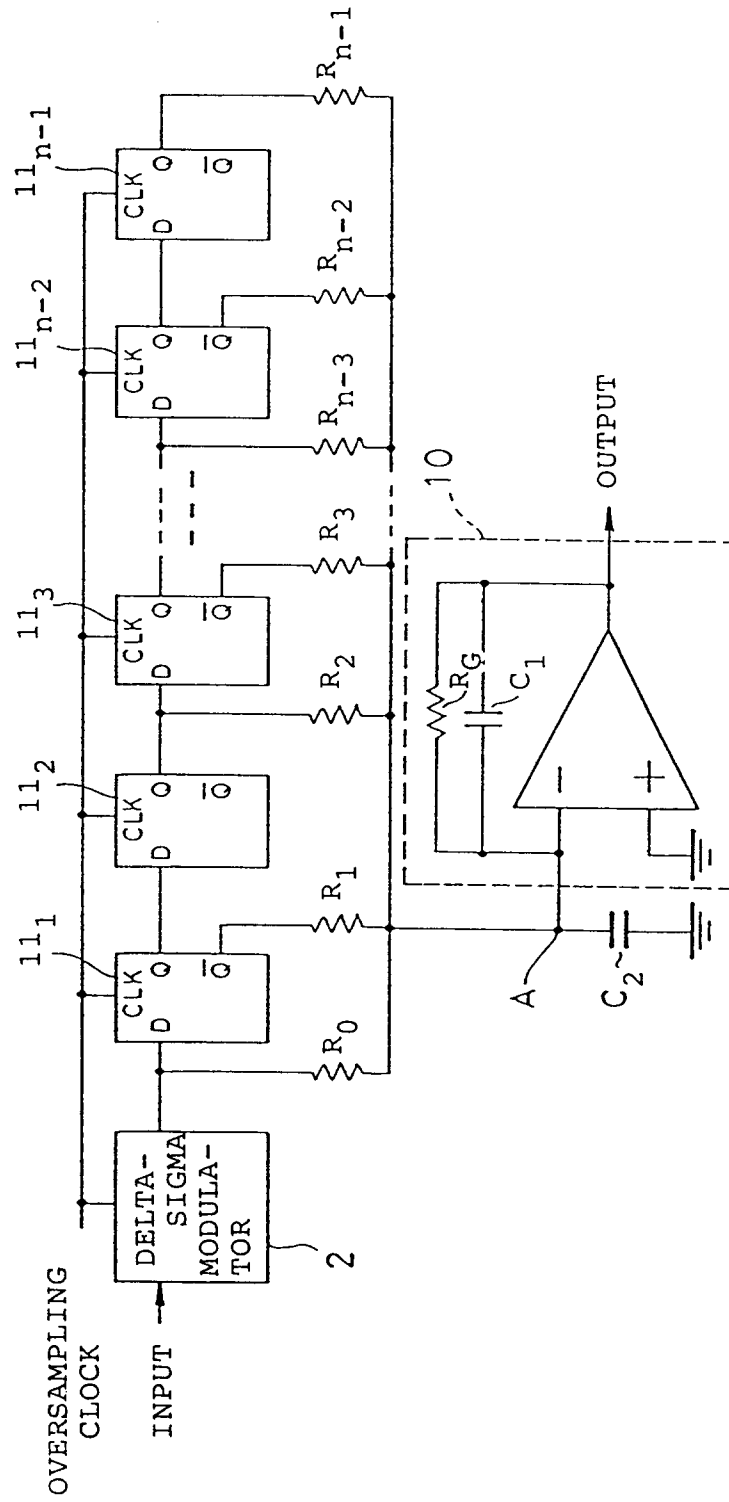 OVERSAMPLING
CLOCK
INPUT
DELTA-
SIGMA
MODULA-
TOR
2
11₁
CLK
D
Q
Q̅
11₂
CLK
D
Q
Q̅
11₃
CLK
D
Q
Q̅
11ₙ₋₂
CLK
D
Q
Q̅
11ₙ₋₁
CLK
D
Q
Q̅
R₀
R₁
R₂
R₃
Rₙ₋₃
Rₙ₋₂
Rₙ₋₁
A
C₂
R_G
C₁
−
+
10
OUTPUT